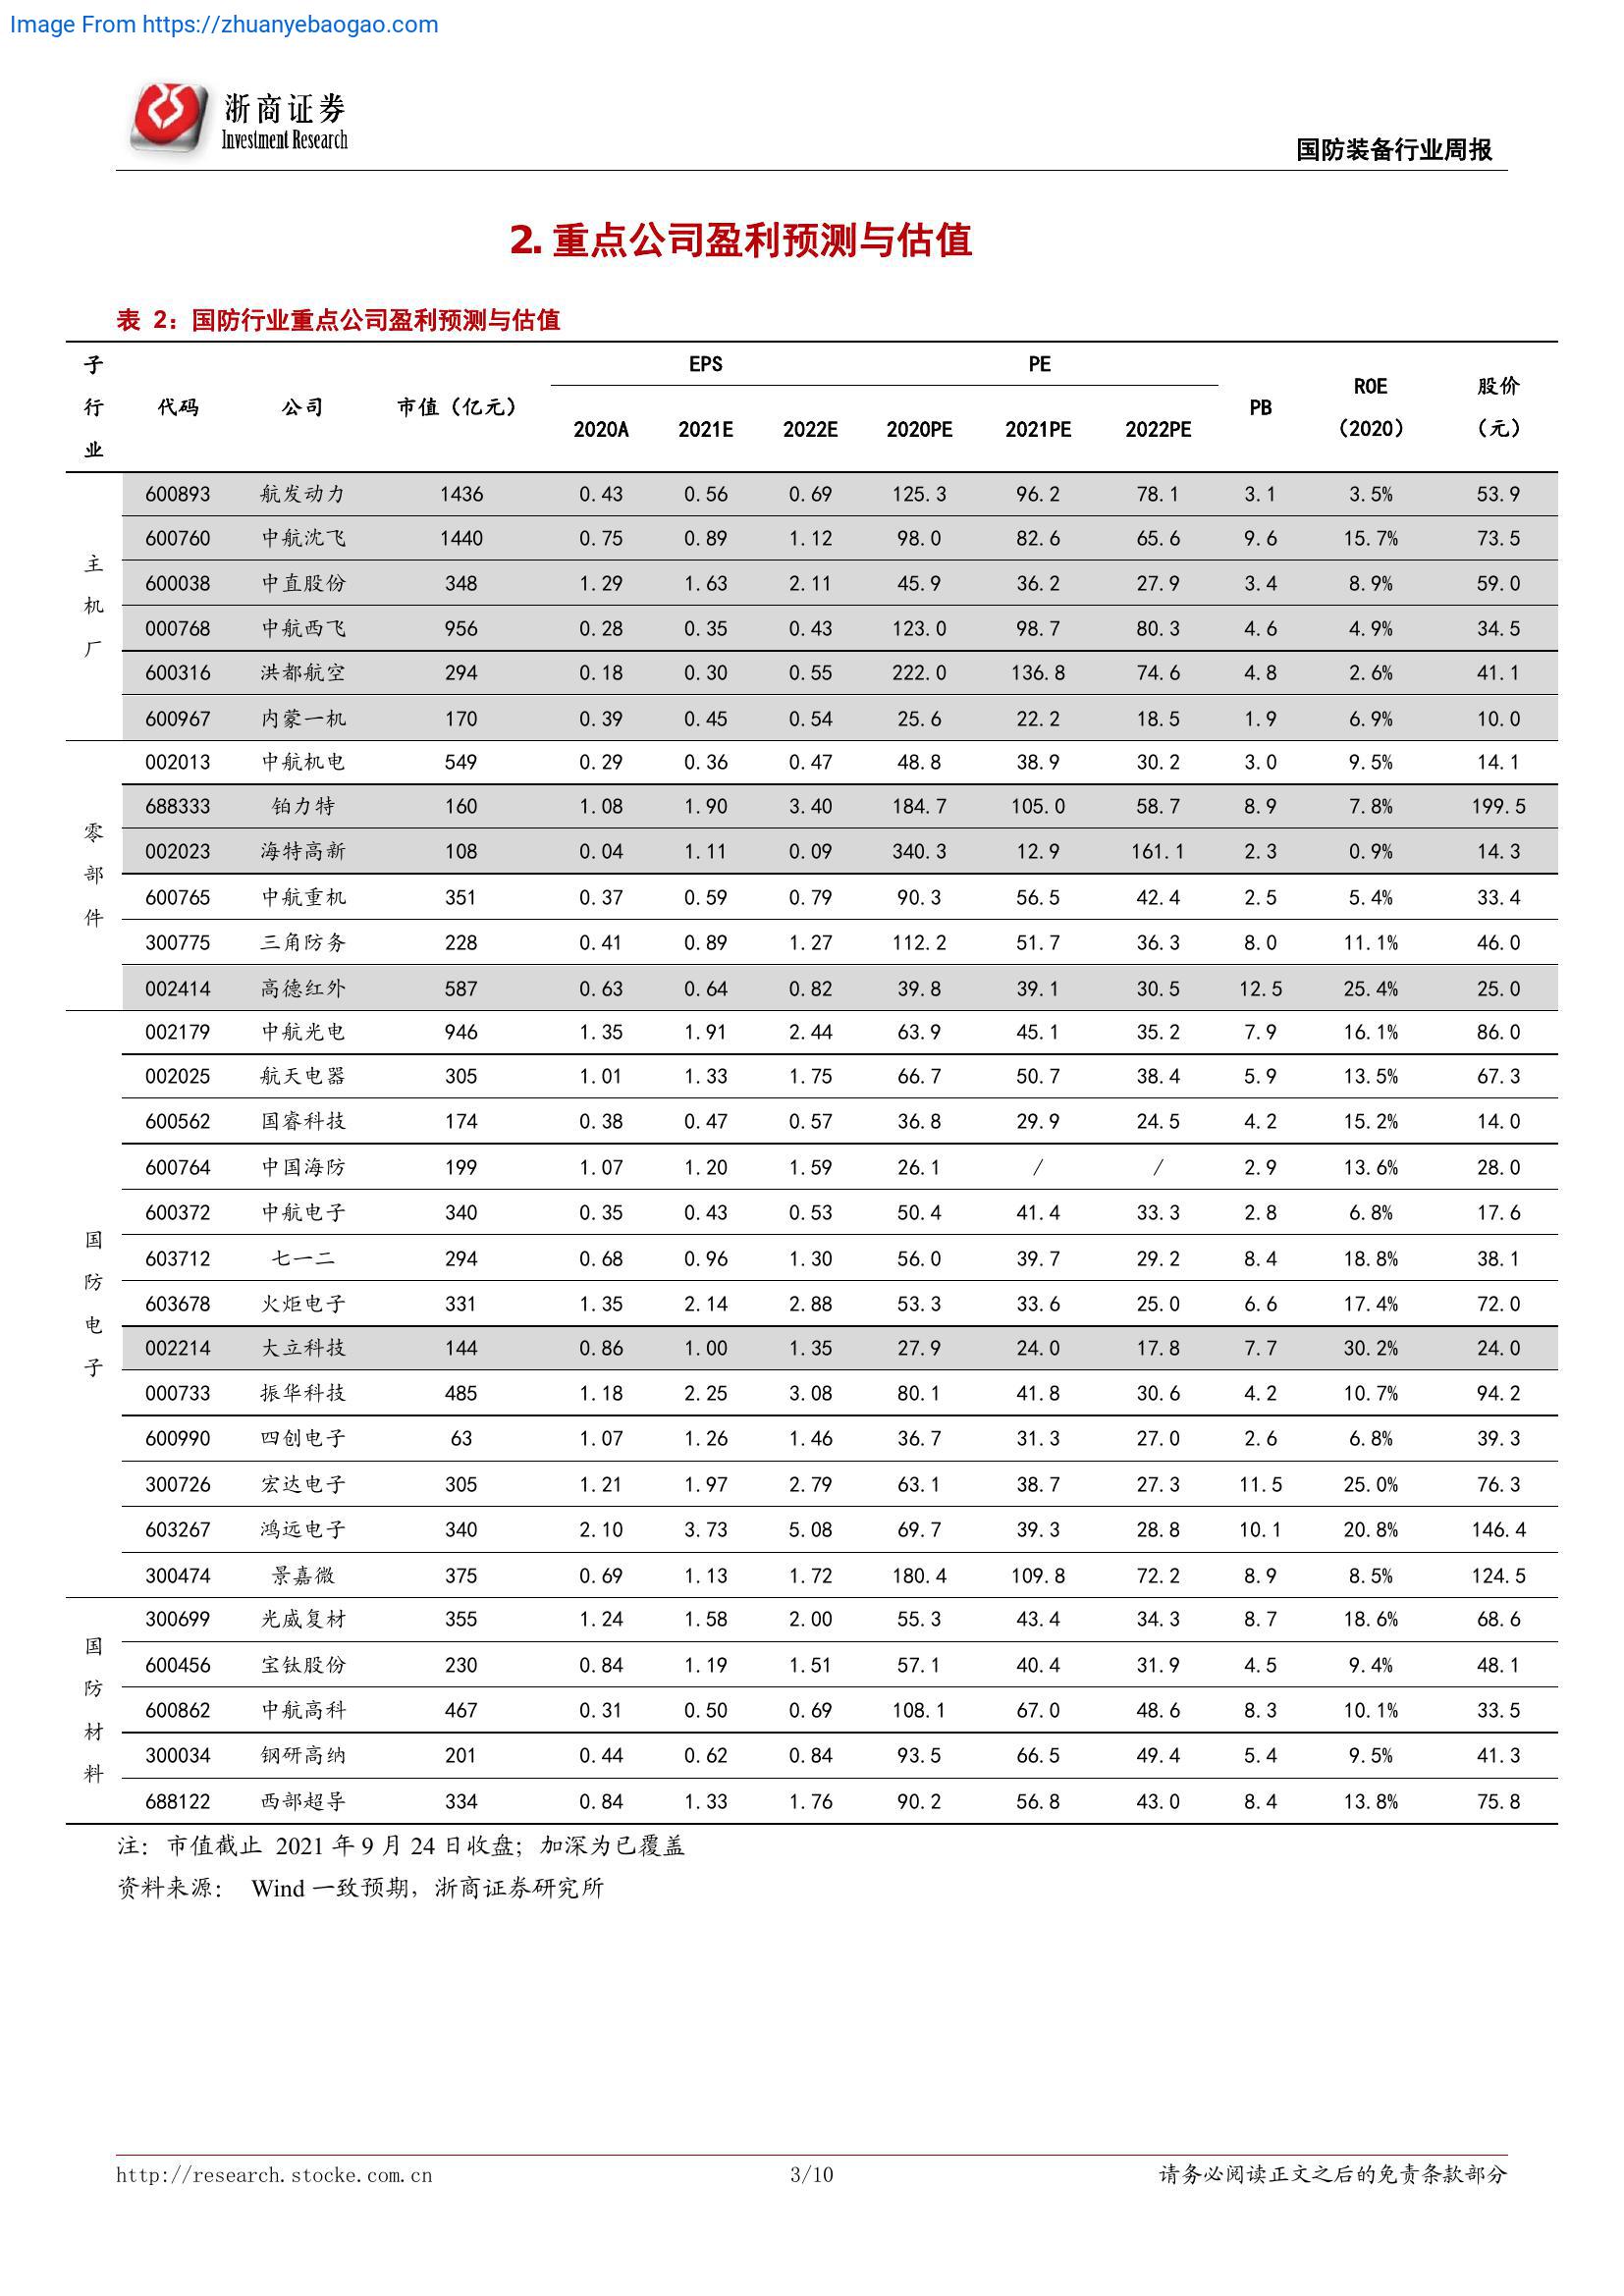 Image From https://zhuanyebaogao.com
浙商证券
Investment Research
国防装备行业周报
2. 重点公司盈利预测与估值
表 2：国防行业重点公司盈利预测与估值
子行业 代码 公司 市值（亿元） EPS PE PB ROE（2020） 股价（元）
2020A 2021E 2022E 2020PE 2021PE 2022PE
主机厂
600893 航发动力 1436 0.43 0.56 0.69 125.3 96.2 78.1 3.1 3.5% 53.9
600760 中航沈飞 1440 0.75 0.89 1.12 98.0 82.6 65.6 9.6 15.7% 73.5
600038 中直股份 348 1.29 1.63 2.11 45.9 36.2 27.9 3.4 8.9% 59.0
000768 中航西飞 956 0.28 0.35 0.43 123.0 98.7 80.3 4.6 4.9% 34.5
600316 洪都航空 294 0.18 0.30 0.55 222.0 136.8 74.6 4.8 2.6% 41.1
600967 内蒙一机 170 0.39 0.45 0.54 25.6 22.2 18.5 1.9 6.9% 10.0
零部件
002013 中航机电 549 0.29 0.36 0.47 48.8 38.9 30.2 3.0 9.5% 14.1
688333 铂力特 160 1.08 1.90 3.40 184.7 105.0 58.7 8.9 7.8% 199.5
002023 海特高新 108 0.04 1.11 0.09 340.3 12.9 161.1 2.3 0.9% 14.3
600765 中航重机 351 0.37 0.59 0.79 90.3 56.5 42.4 2.5 5.4% 33.4
300775 三角防务 228 0.41 0.89 1.27 112.2 51.7 36.3 8.0 11.1% 46.0
002414 高德红外 587 0.63 0.64 0.82 39.8 39.1 30.5 12.5 25.4% 25.0
国防电子
002179 中航光电 946 1.35 1.91 2.44 63.9 45.1 35.2 7.9 16.1% 86.0
002025 航天电器 305 1.01 1.33 1.75 66.7 50.7 38.4 5.9 13.5% 67.3
600562 国睿科技 174 0.38 0.47 0.57 36.8 29.9 24.5 4.2 15.2% 14.0
600764 中国海防 199 1.07 1.20 1.59 26.1 / / 2.9 13.6% 28.0
600372 中航电子 340 0.35 0.43 0.53 50.4 41.4 33.3 2.8 6.8% 17.6
603712 七一二 294 0.68 0.96 1.30 56.0 39.7 29.2 8.4 18.8% 38.1
603678 火炬电子 331 1.35 2.14 2.88 53.3 33.6 25.0 6.6 17.4% 72.0
002214 大立科技 144 0.86 1.00 1.35 27.9 24.0 17.8 7.7 30.2% 24.0
000733 振华科技 485 1.18 2.25 3.08 80.1 41.8 30.6 4.2 10.7% 94.2
600990 四创电子 63 1.07 1.26 1.46 36.7 31.3 27.0 2.6 6.8% 39.3
300726 宏达电子 305 1.21 1.97 2.79 63.1 38.7 27.3 11.5 25.0% 76.3
603267 鸿远电子 340 2.10 3.73 5.08 69.7 39.3 28.8 10.1 20.8% 146.4
300474 景嘉微 375 0.69 1.13 1.72 180.4 109.8 72.2 8.9 8.5% 124.5
国防材料
300699 光威复材 355 1.24 1.58 2.00 55.3 43.4 34.3 8.7 18.6% 68.6
600456 宝钛股份 230 0.84 1.19 1.51 57.1 40.4 31.9 4.5 9.4% 48.1
600862 中航高科 467 0.31 0.50 0.69 108.1 67.0 48.6 8.3 10.1% 33.5
300034 钢研高纳 201 0.44 0.62 0.84 93.5 66.5 49.4 5.4 9.5% 41.3
688122 西部超导 334 0.84 1.33 1.76 90.2 56.8 43.0 8.4 13.8% 75.8
注：市值截止 2021 年 9 月 24 日收盘；加深为已覆盖
资料来源： Wind 一致预期，浙商证券研究所
http://research.stocke.com.cn 3/10 请务必阅读正文之后的免责条款部分